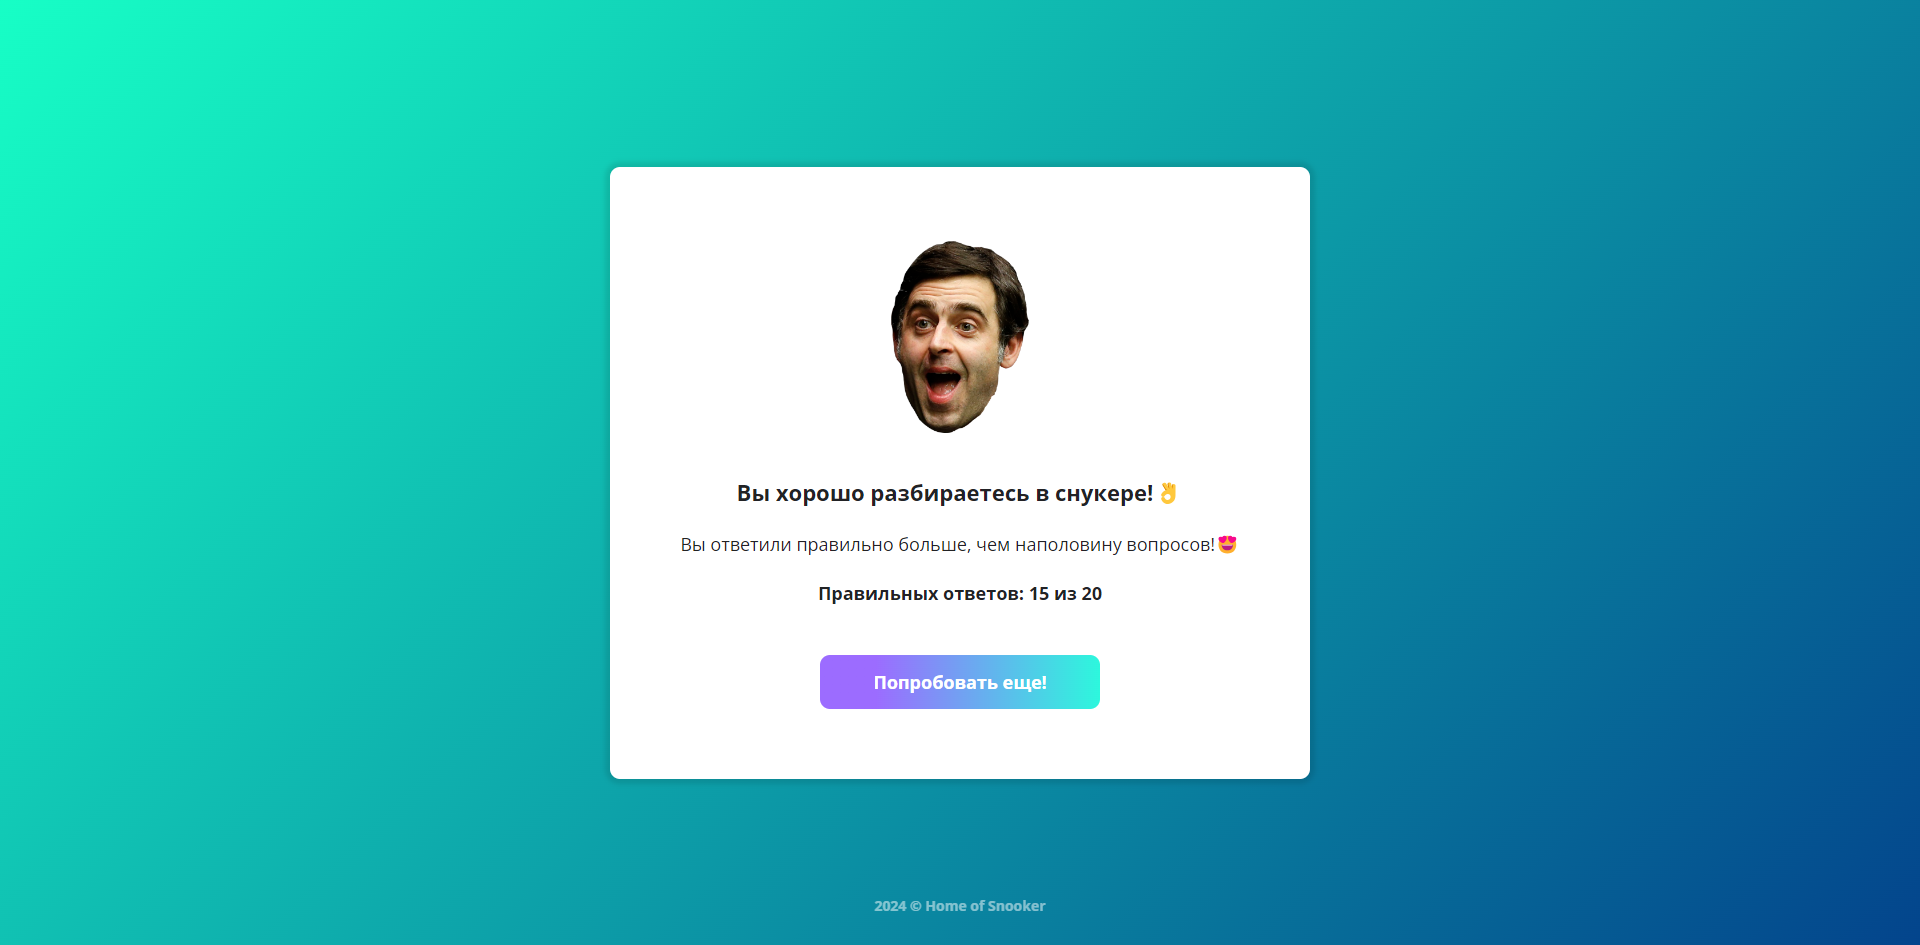 Вы хорошо разбираетесь в снукере!👌
Вы ответили правильно больше, чем наполовину вопросов!😍
Правильных ответов: 15 из 20
Попробовать еще!
2024 © Home of Snooker